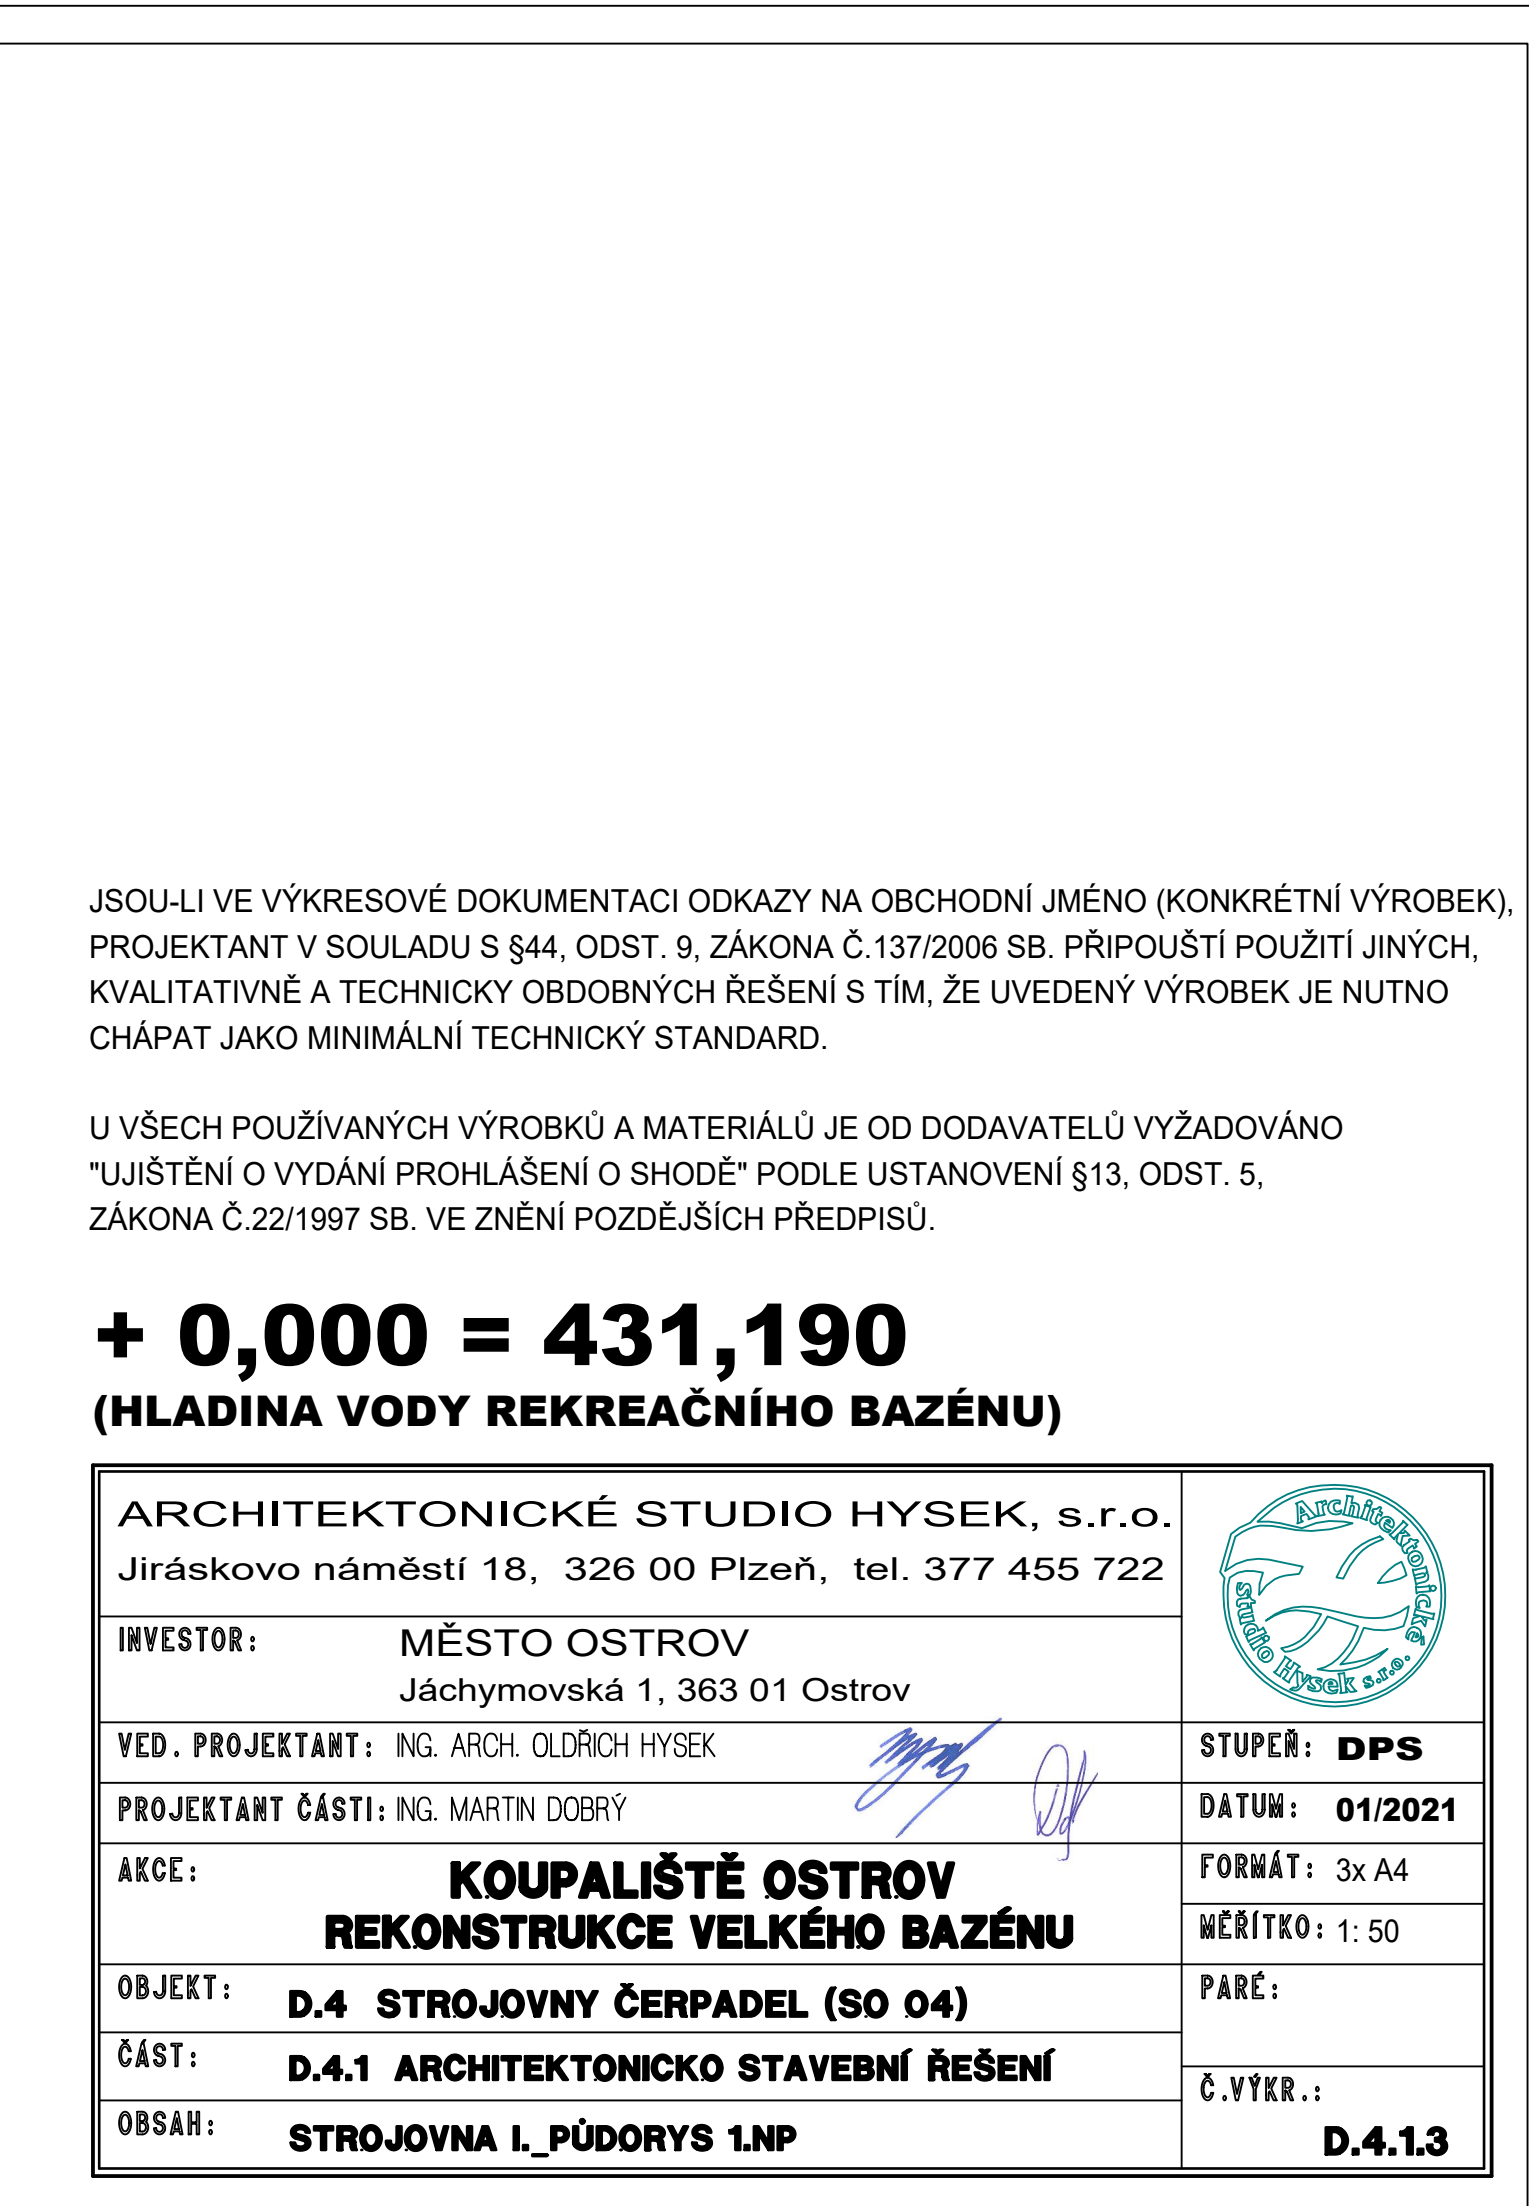 JSOU-LI VE VÝKRESOVÉ DOKUMENTACI ODKAZY NA OBCHODNÍ JMÉNO (KONKRÉTNÍ VÝROBEK),
PROJEKTANT V SOULADU S §44, ODST. 9, ZÁKONA Č.137/2006 SB. PŘIPOUŠTÍ POUŽITÍ JINÝCH,
KVALITATIVNĚ A TECHNICKY OBDOBNÝCH ŘEŠENÍ S TÍM, ŽE UVEDENÝ VÝROBEK JE NUTNO
CHÁPAT JAKO MINIMÁLNÍ TECHNICKÝ STANDARD.
U VŠECH POUŽÍVANÝCH VÝROBKŮ A MATERIÁLŮ JE OD DODAVATELŮ VYŽADOVÁNO
"UJIŠTĚNÍ O VYDÁNÍ PROHLÁŠENÍ O SHODĚ" PODLE USTANOVENÍ §13, ODST. 5,
ZÁKONA Č.22/1997 SB. VE ZNĚNÍ POZDĚJŠÍCH PŘEDPISŮ.
+ 0,000 = 431,190
(HLADINA VODY REKREAČNÍHO BAZÉNU)
ARCHITEKTONICKÉ STUDIO HYSEK, s.r.o.
Jiráskovo náměstí 18, 326 00 Plzeň, tel. 377 455 722
Architektonické
studio Hysek s.r.o.
INVESTOR: MĚSTO OSTROV
Jáchymovská 1, 363 01 Ostrov
VED. PROJEKTANT: ING. ARCH. OLDŘICH HYSEK
STUPEŇ: DPS
PROJEKTANT ČÁSTI: ING. MARTIN DOBRÝ
DATUM: 01/2021
AKCE: KOUPALIŠTĚ OSTROV
REKONSTRUKCE VELKÉHO BAZÉNU
FORMÁT: 3x A4
MĚŘÍTKO: 1: 50
OBJEKT: D.4 STROJOVNY ČERPADEL (SO 04)
PARÉ:
ČÁST: D.4.1 ARCHITEKTONICKO STAVEBNÍ ŘEŠENÍ
OBSAH: STROJOVNA I._PŮDORYS 1.NP
Č.VÝKR.:
D.4.1.3